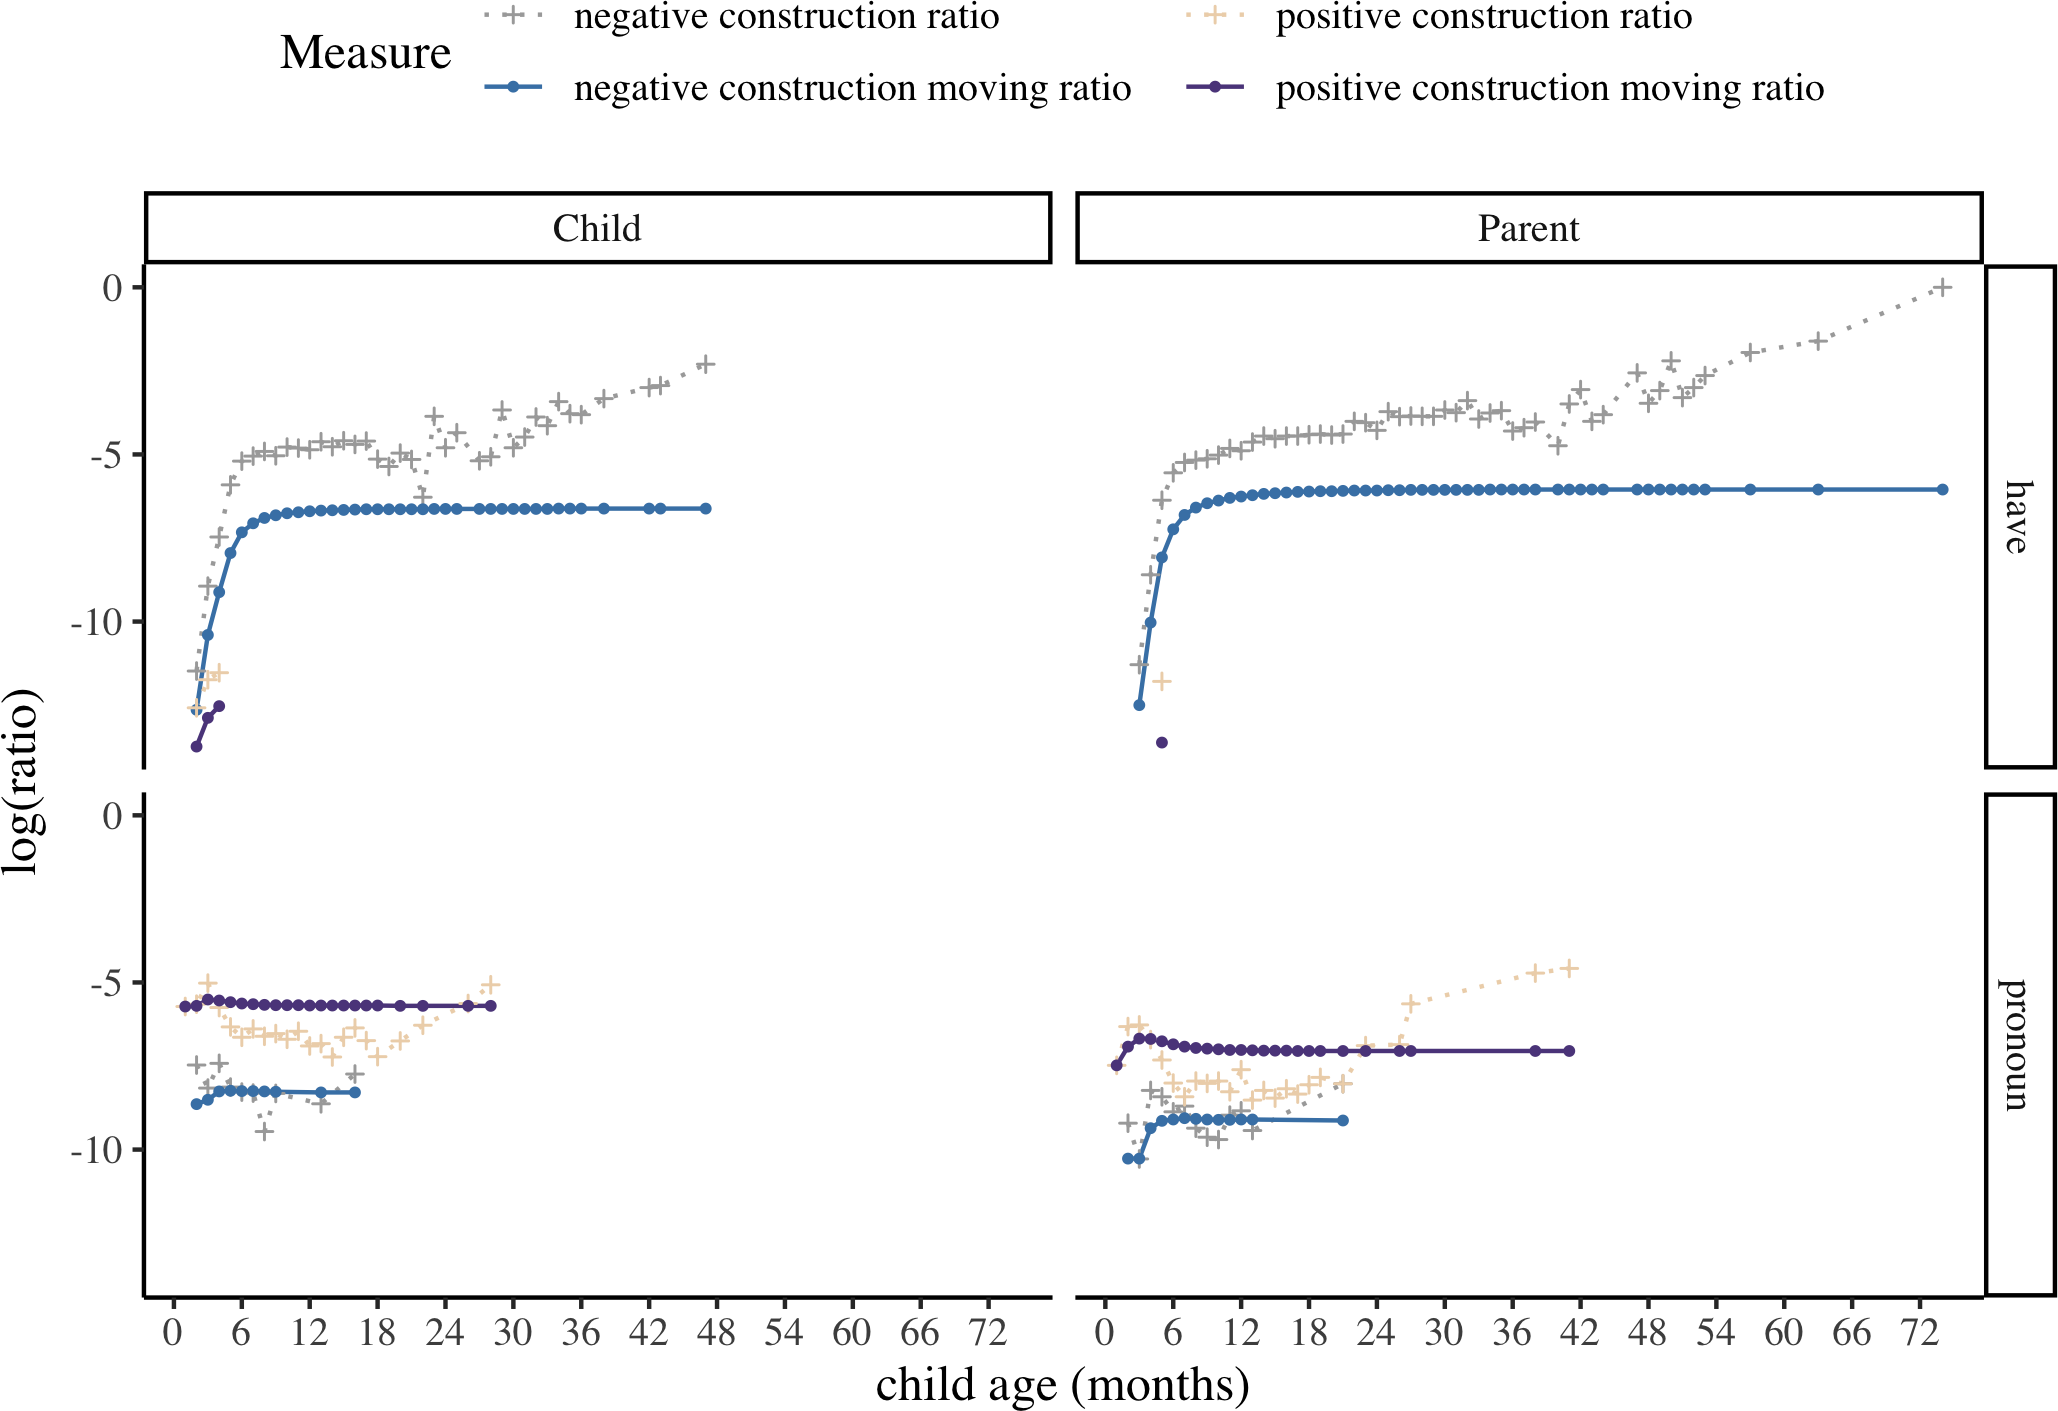 Measure
negative construction ratio
positive construction ratio
negative construction moving ratio
positive construction moving ratio
Child
Parent
0
-5
-10
have
log(ratio)
0
-5
-10
pronoun
0 6 12 18 24 30 36 42 48 54 60 66 72
0 6 12 18 24 30 36 42 48 54 60 66 72
child age (months)